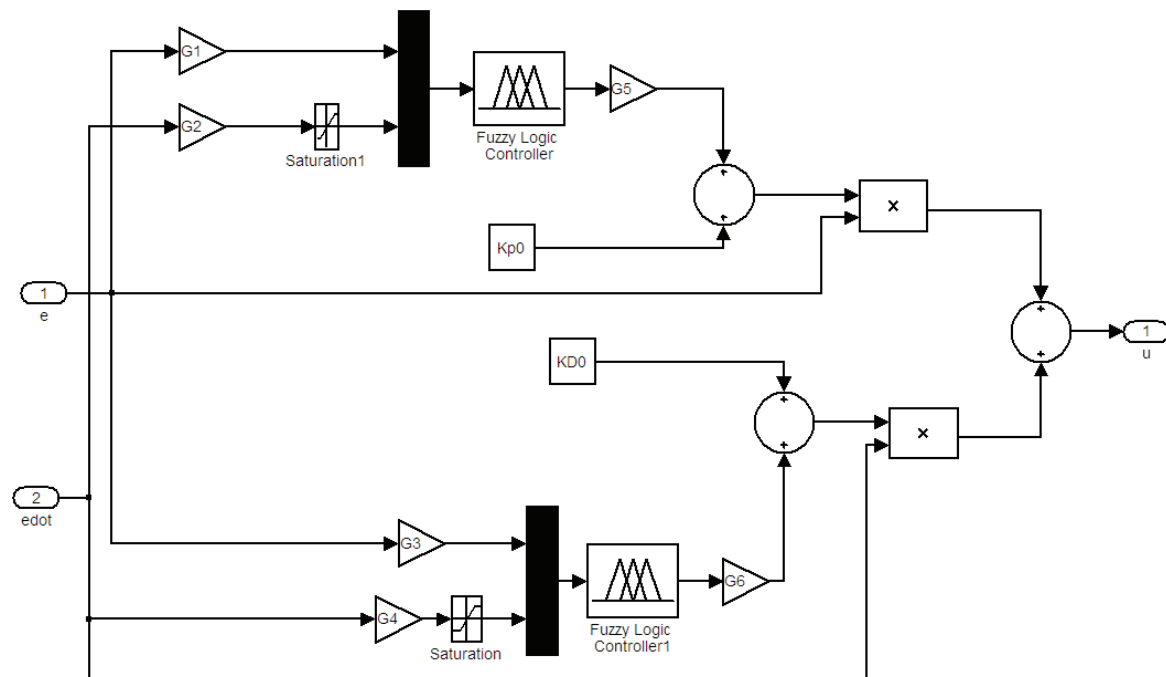 G1
G5
Fuzzy Logic
Controller
G2
Saturation1
+
+
×
Kp0
1
e
+
+
1
u
KD0
+
+
×
2
edot
G3
G6
G4
Fuzzy Logic
Controller1
Saturation